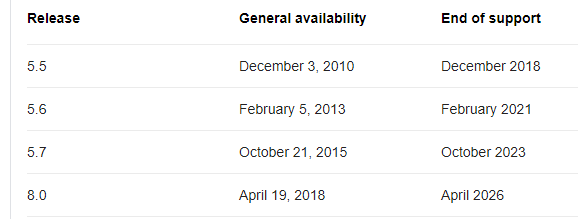 Release General availability End of support
5.5 December 3, 2010 December 2018
5.6 February 5, 2013 February 2021
5.7 October 21, 2015 October 2023
8.0 April 19, 2018 April 2026